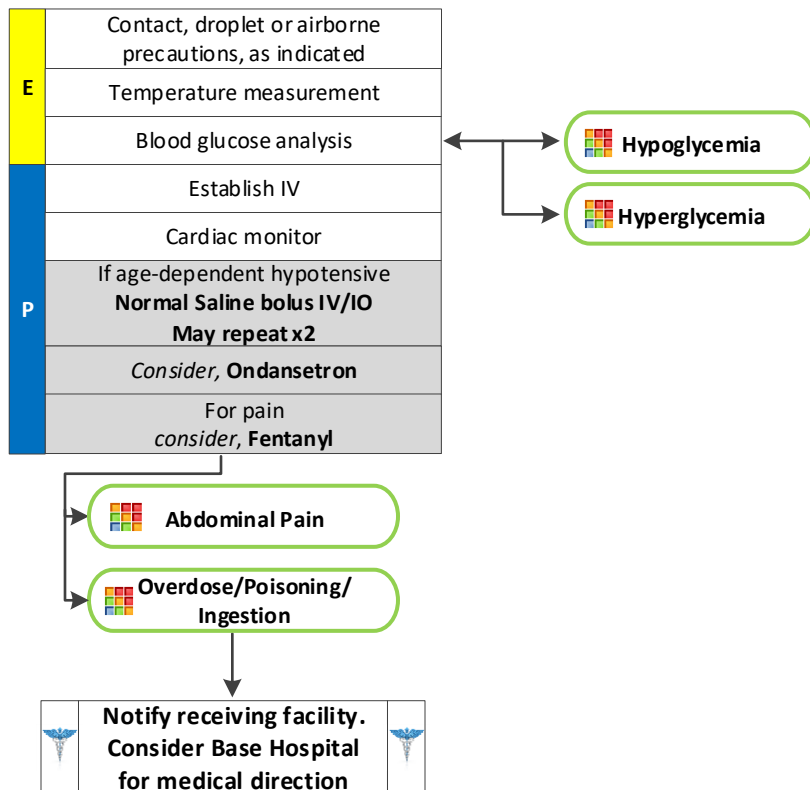 Contact, droplet or airborne
precautions, as indicated
E
Temperature measurement
Blood glucose analysis
Hypoglycemia
Hyperglycemia
Establish IV
Cardiac monitor
P
If age-dependent hypotensive
Normal Saline bolus IV/IO
May repeat x2
Consider, Ondansetron
For pain
consider, Fentanyl
Abdominal Pain
Overdose/Poisoning/
Ingestion
Notify receiving facility.
Consider Base Hospital
for medical direction